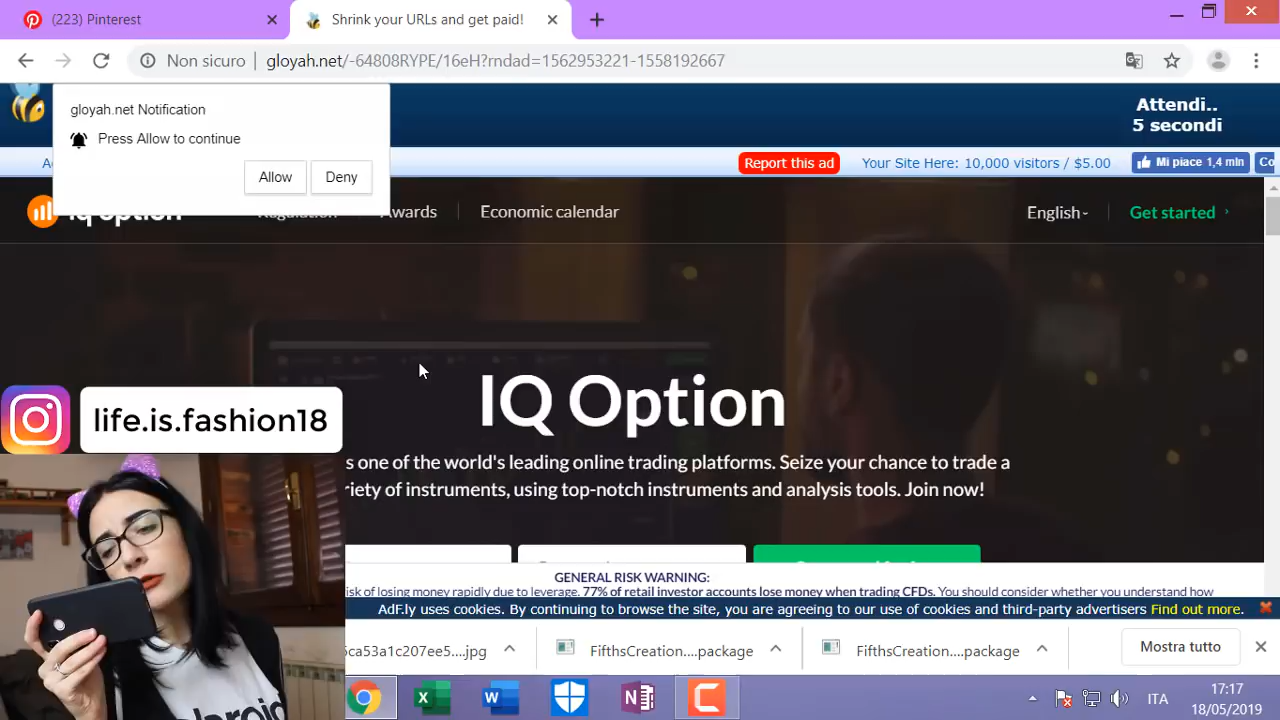 (223) Pinterest
Shrink your URLs and get paid!
Non sicuro
gloyah.net/-64808RYPE/16eH?rndad=1562953221-1558192667
gloyah.net Notification
Press Allow to continue
Allow
Deny
Attendi..
5 secondi
Report this ad
Your Site Here: 10,000 visitors / $5.00
Mi piace 1,4 mln
Co
IQ Option
Regulation
Awards
Economic calendar
English
Get started
IQ Option
s one of the world's leading online trading platforms. Seize your chance to trade a
riety of instruments, using top-notch instruments and analysis tools. Join now!
life.is.fashion18
GENERAL RISK WARNING:
risk of losing money rapidly due to leverage. 77% of retail investor accounts lose money when trading CFDs. You should consider whether you understand how
AdF.ly uses cookies. By continuing to browse the site, you are agreeing to our use of cookies and third-party advertisers Find out more.
5ca53a1c207ee5....jpg
FifthsCreation....package
FifthsCreation....package
Mostra tutto
ITA
17:17
18/05/2019